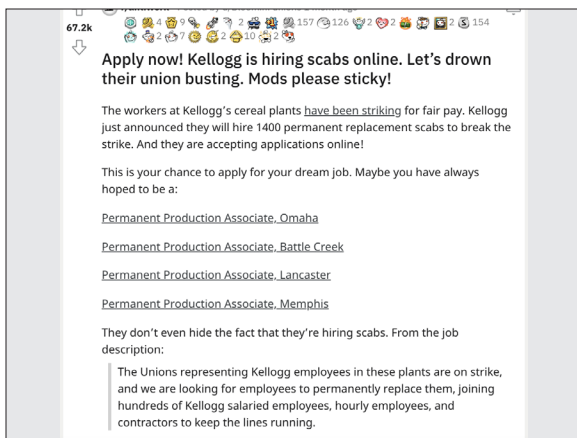 67.2k
4 9 2 157 126 2 2 2 154
2 7 2 10 2
Apply now! Kellogg is hiring scabs online. Let's drown
their union busting. Mods please sticky!
The workers at Kellogg's cereal plants have been striking for fair pay. Kellogg
just announced they will hire 1400 permanent replacement scabs to break the
strike. And they are accepting applications online!
This is your chance to apply for your dream job. Maybe you have always
hoped to be a:
Permanent Production Associate, Omaha
Permanent Production Associate, Battle Creek
Permanent Production Associate, Lancaster
Permanent Production Associate, Memphis
They don't even hide the fact that they're hiring scabs. From the job
description:
The Unions representing Kellogg employees in these plants are on strike,
and we are looking for employees to permanently replace them, joining
hundreds of Kellogg salaried employees, hourly employees, and
contractors to keep the lines running.